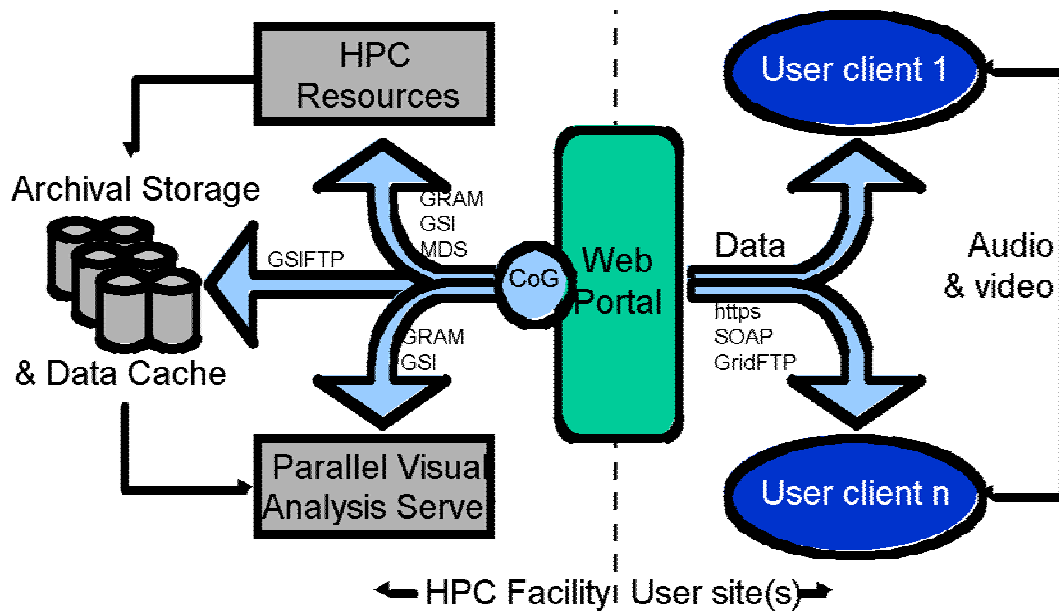 HPC
Resources
User client 1
Archival Storage
GRAM
GSI
MDS
GSIFTP
CoG
Web
Portal
Data
Audio
& video
https
SOAP
GridFTP
GRAM
GSI
& Data Cache
Parallel Visual
Analysis Serve
User client n
HPC Facility
User site(s)